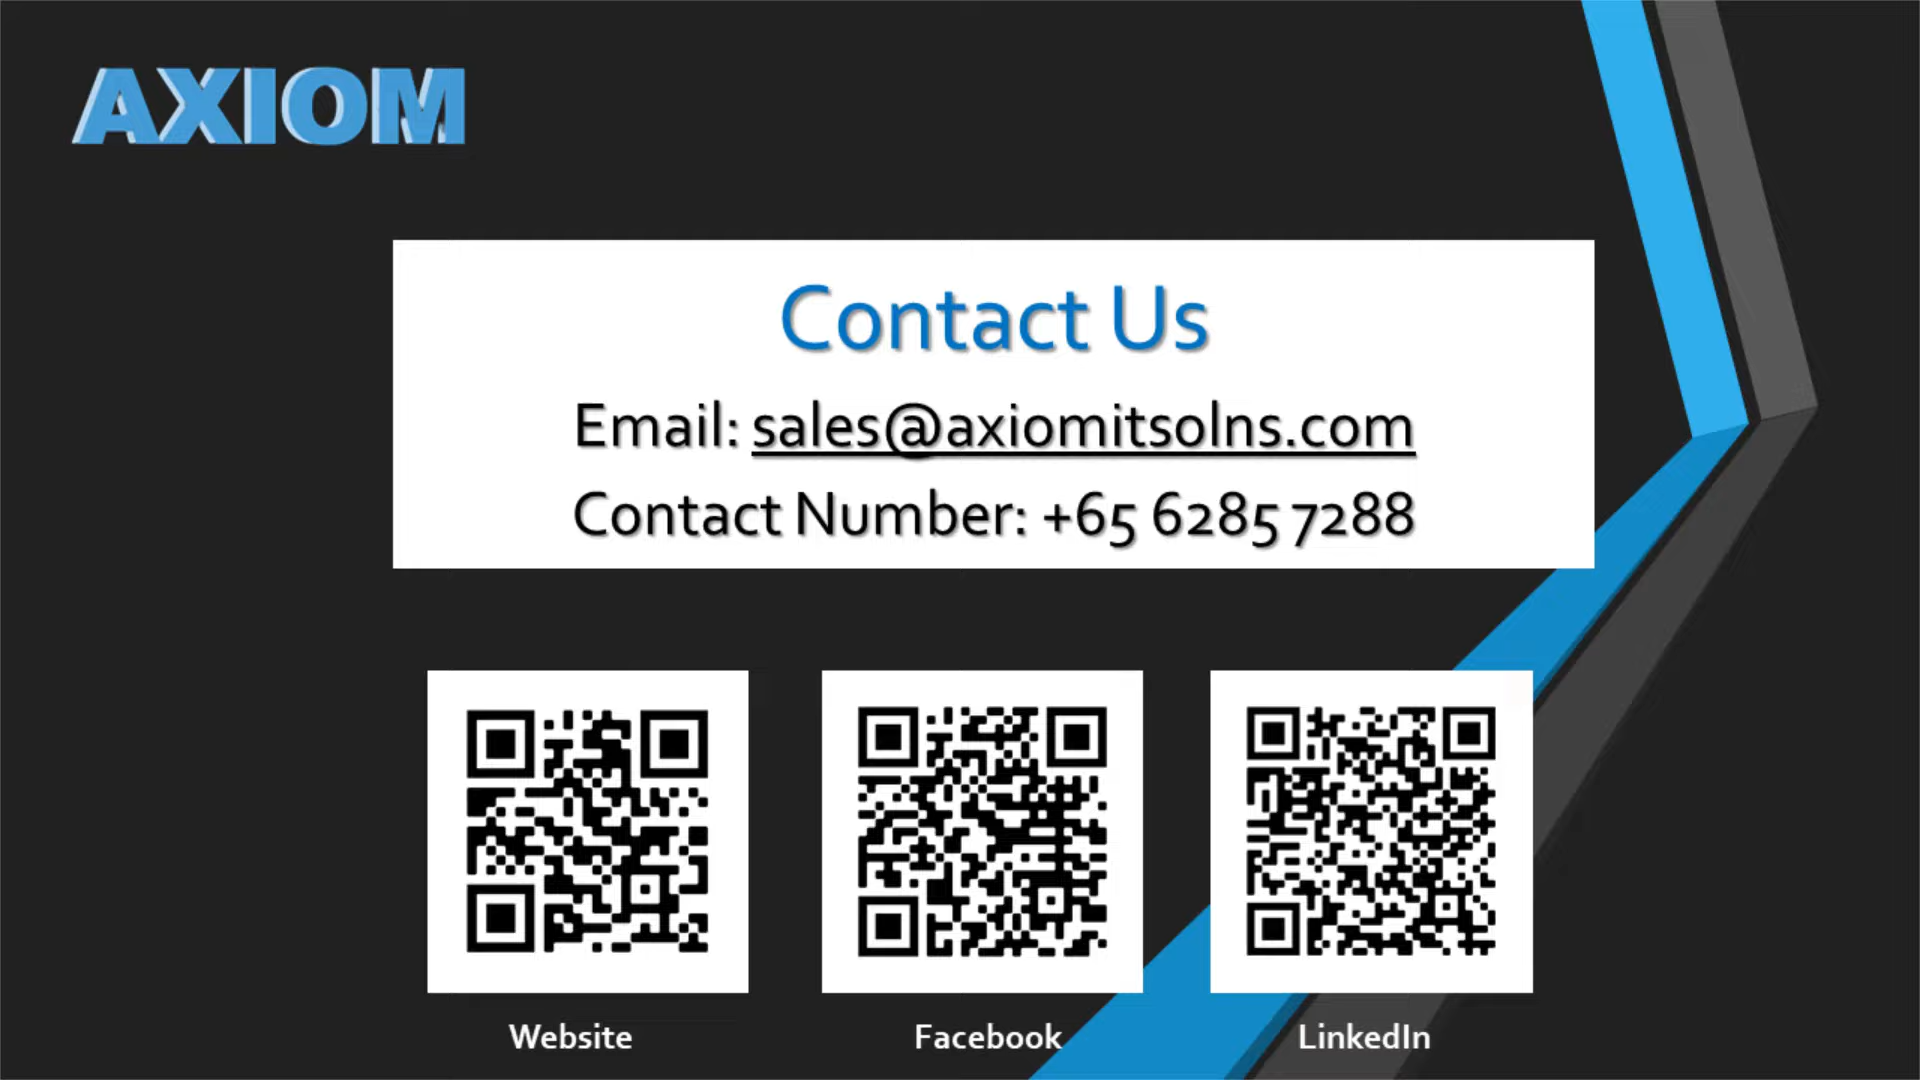 AXIOM
Contact Us
Email: sales@axiomitsolns.com
Contact Number: +65 6285 7288
Website
Facebook
LinkedIn